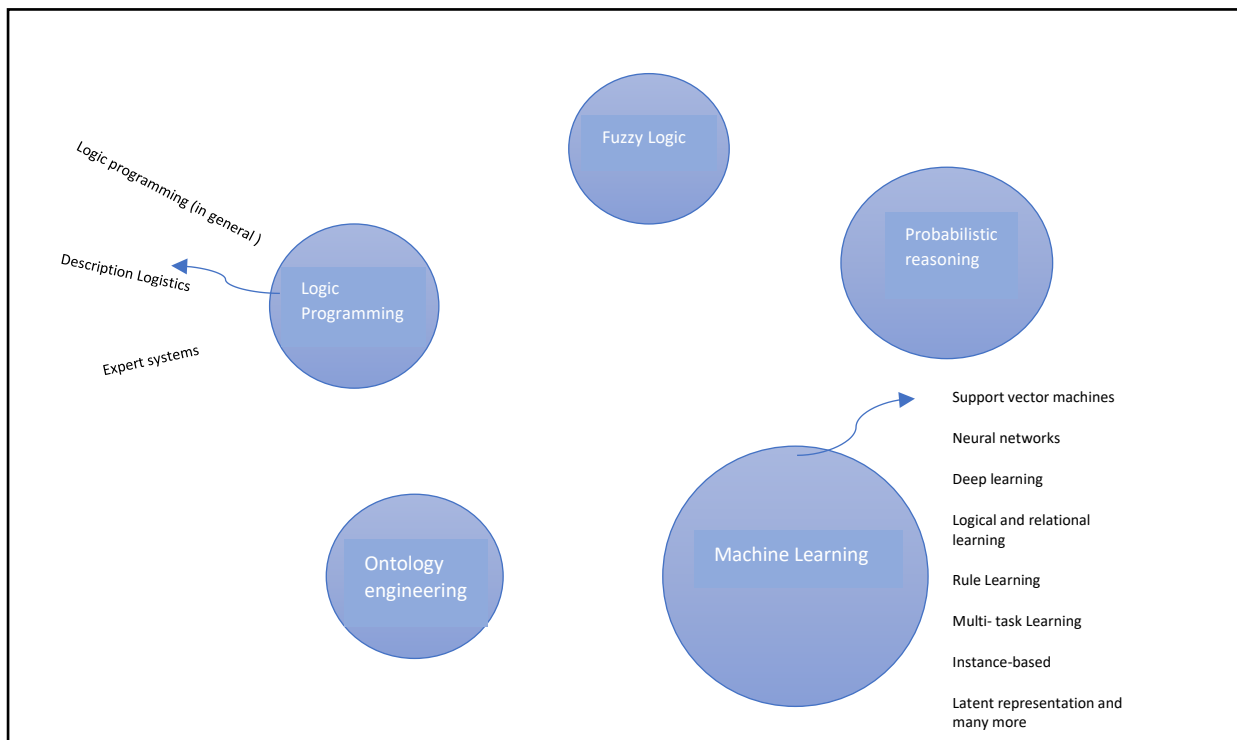 Fuzzy Logic
Logic programming (in general )
Probabilistic
reasoning
Description Logistics
Logic
Programming
Expert systems
Support vector machines
Neural networks
Deep learning
Logical and relational
learning
Machine Learning
Ontology
engineering
Rule Learning
Multi- task Learning
Instance-based
Latent representation and
many more